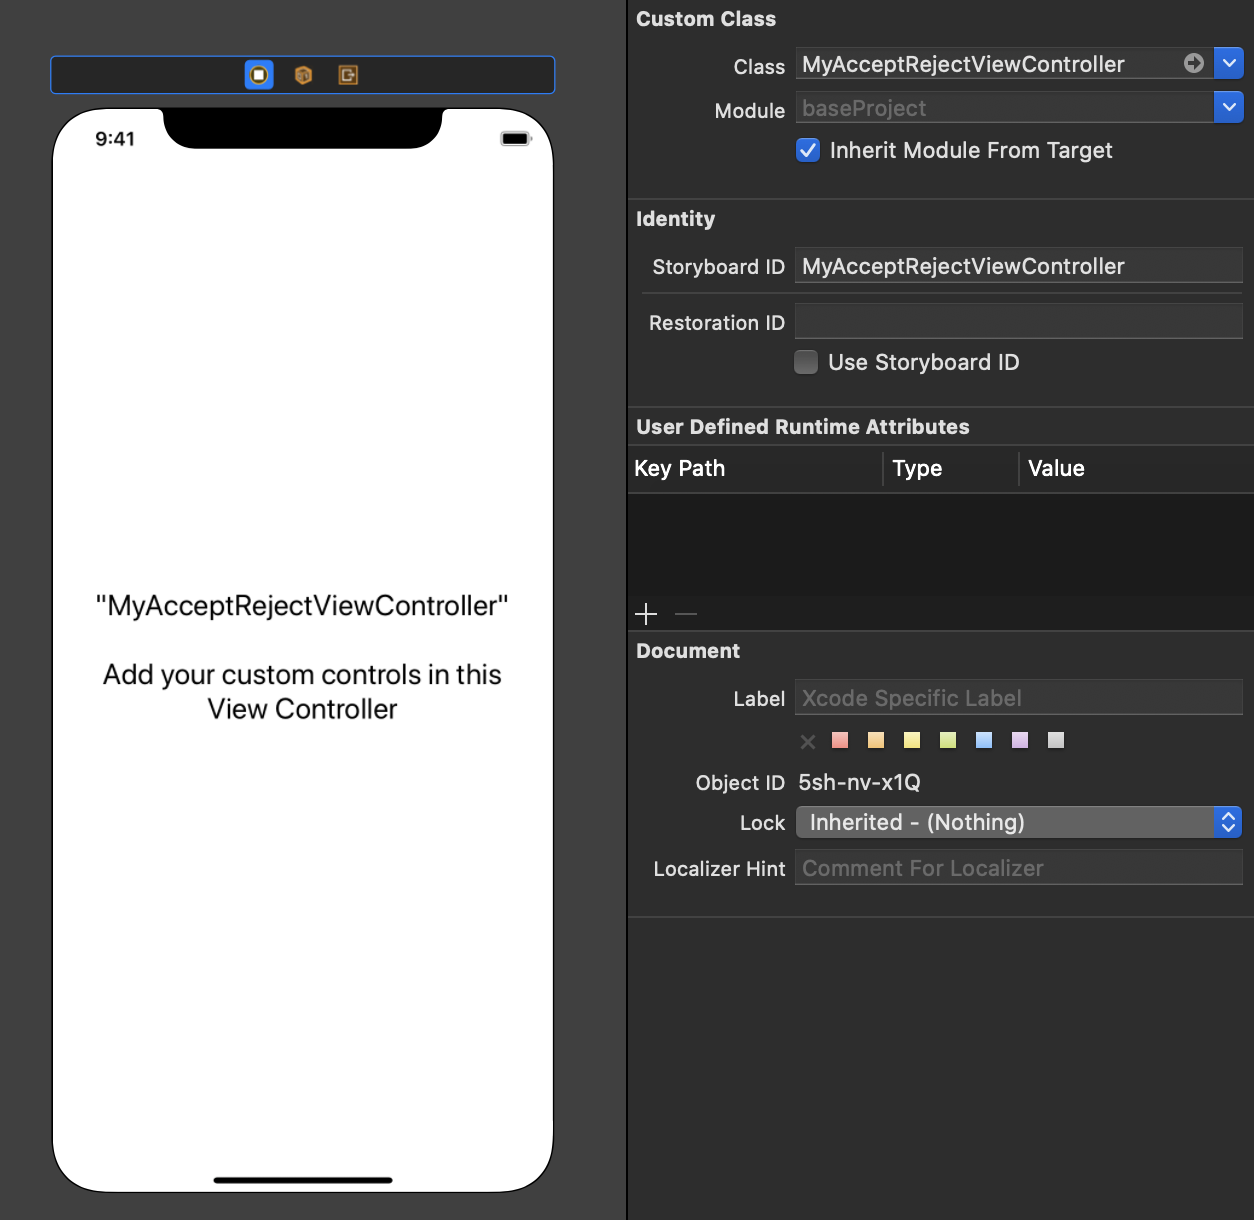 9:41
"MyAcceptRejectViewController"
Add your custom controls in this
View Controller
Custom Class
Class MyAcceptRejectViewController
Module baseProject
Inherit Module From Target
Identity
Storyboard ID MyAcceptRejectViewController
Restoration ID
Use Storyboard ID
User Defined Runtime Attributes
Key Path Type Value
Document
Label Xcode Specific Label
Object ID 5sh-nv-x1Q
Lock Inherited - (Nothing)
Localizer Hint Comment For Localizer